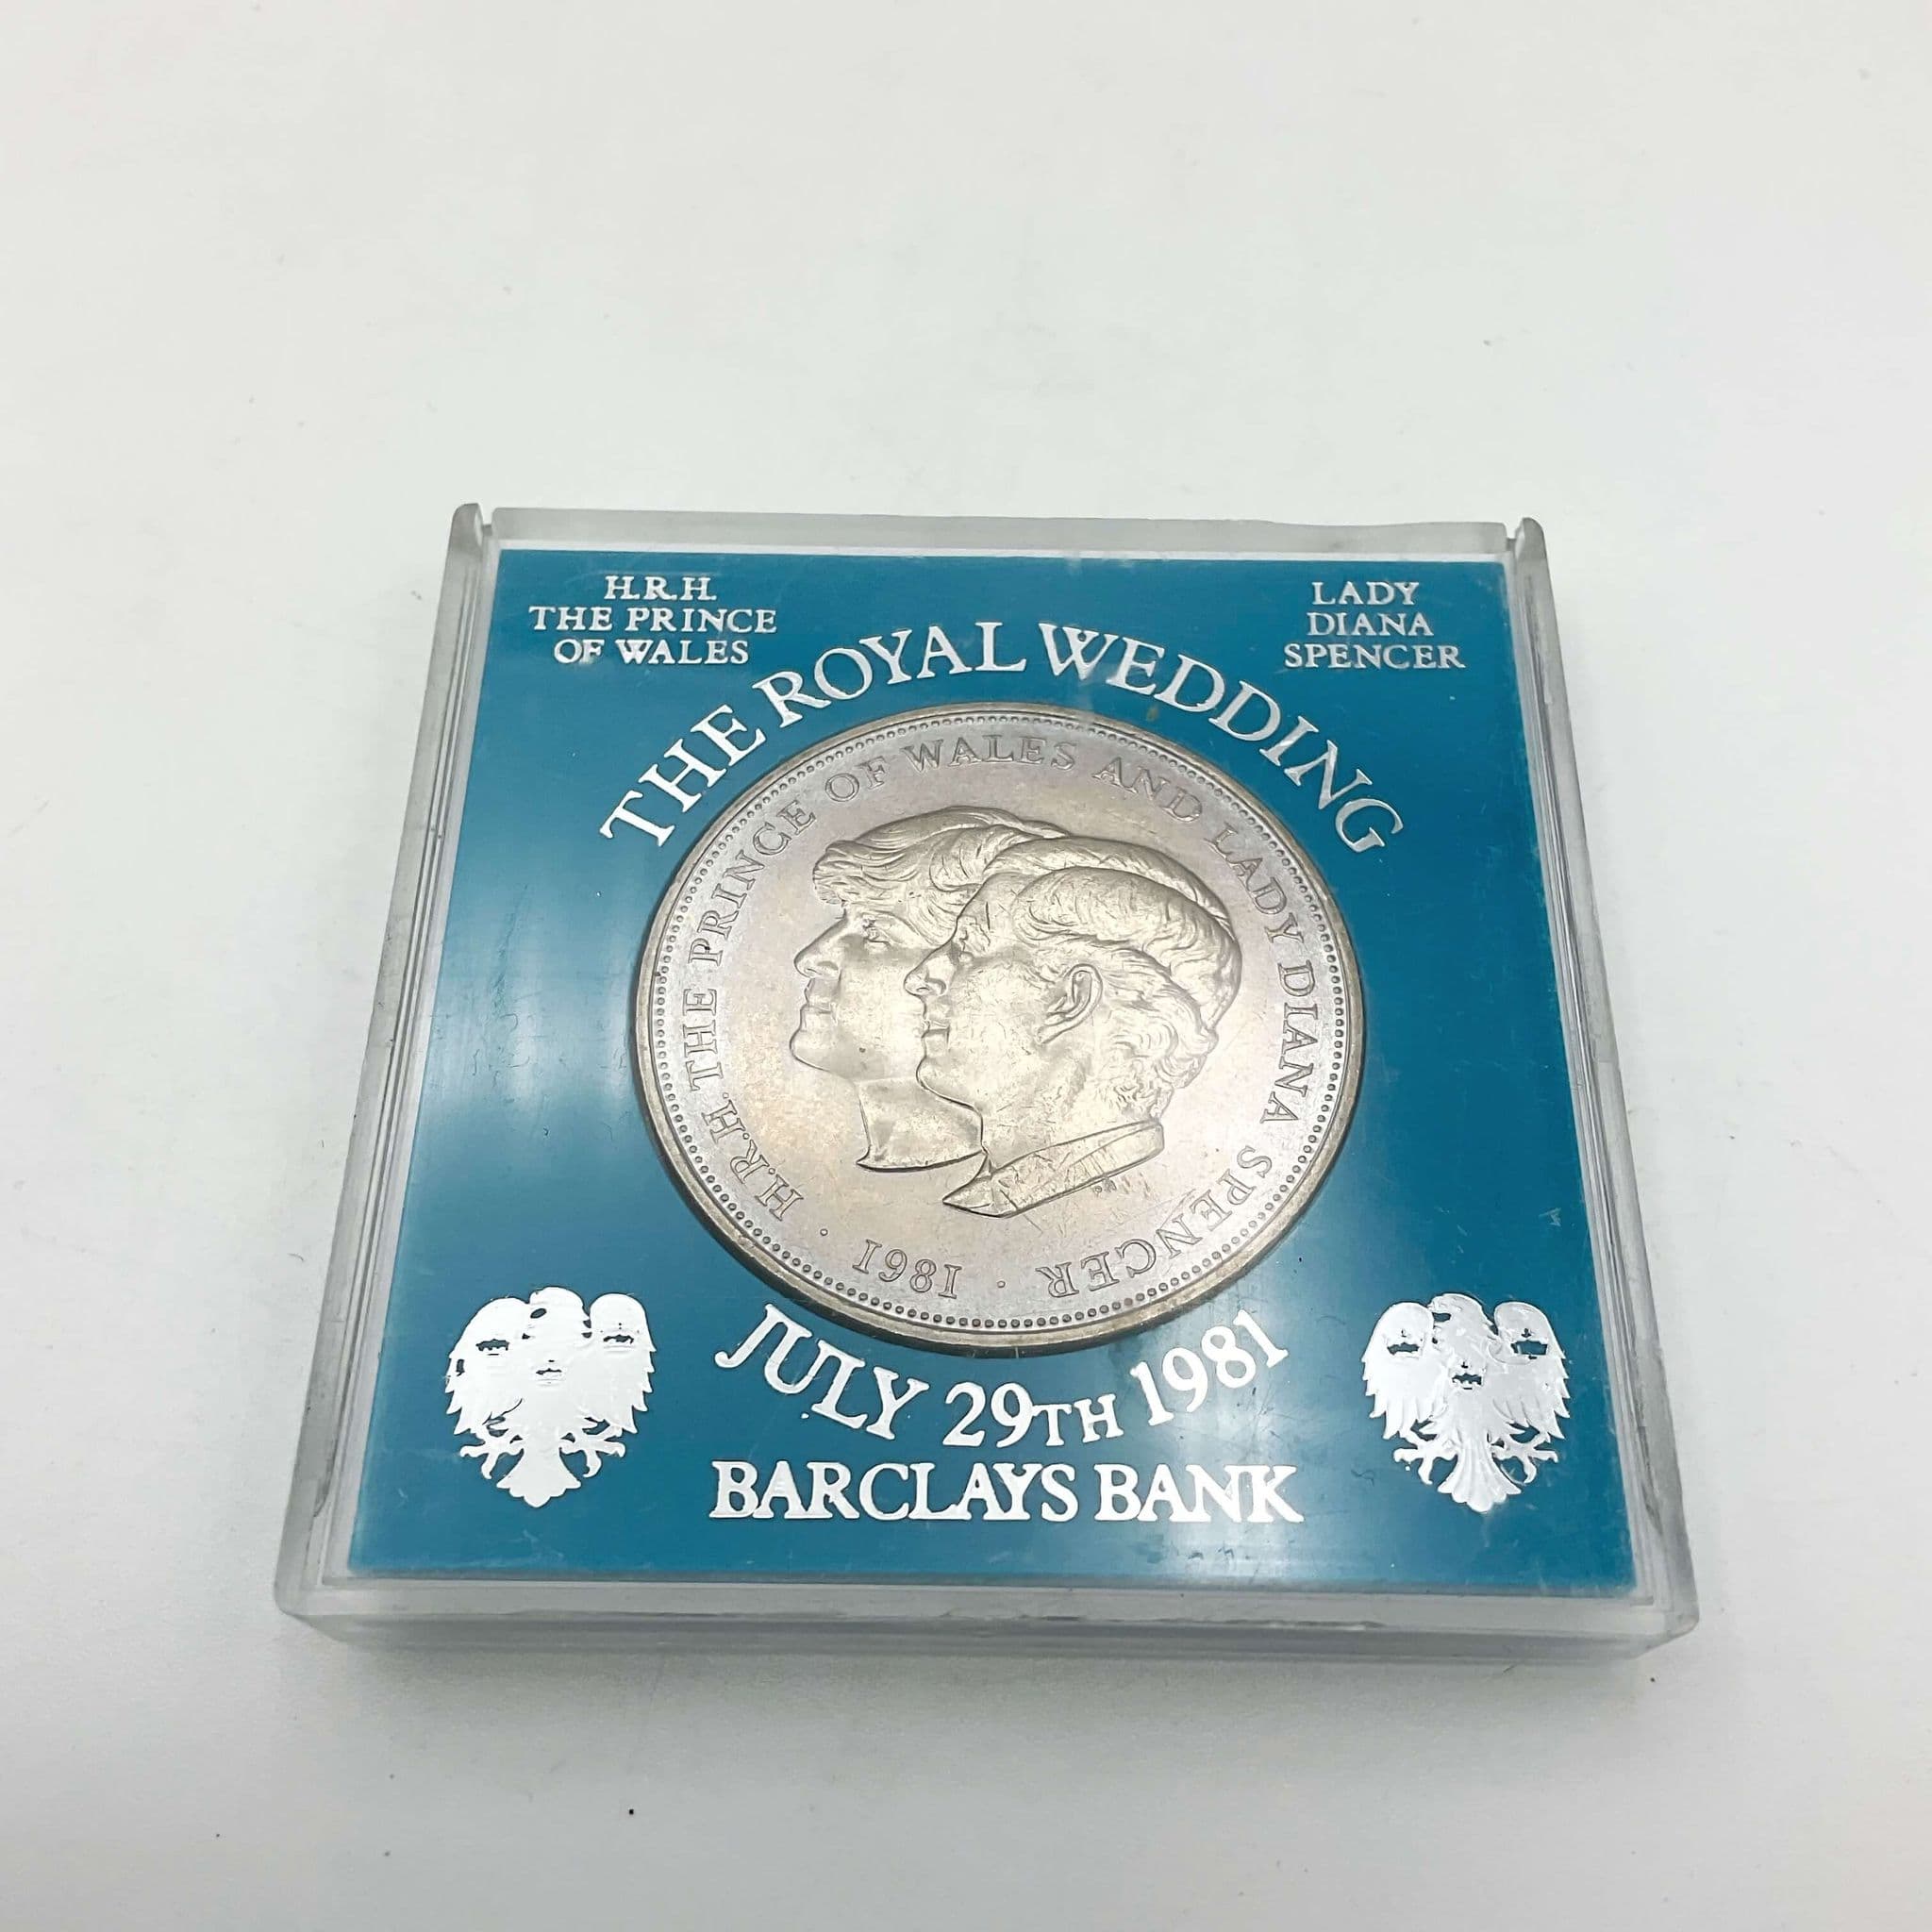 H.R.H.
THE PRINCE
OF WALES
LADY
DIANA
SPENCER
THE ROYAL WEDDING
H.R.H. THE PRINCE OF WALES AND LADY DIANA SPENCER · 1981 ·
JULY 29TH 1981
BARCLAYS BANK